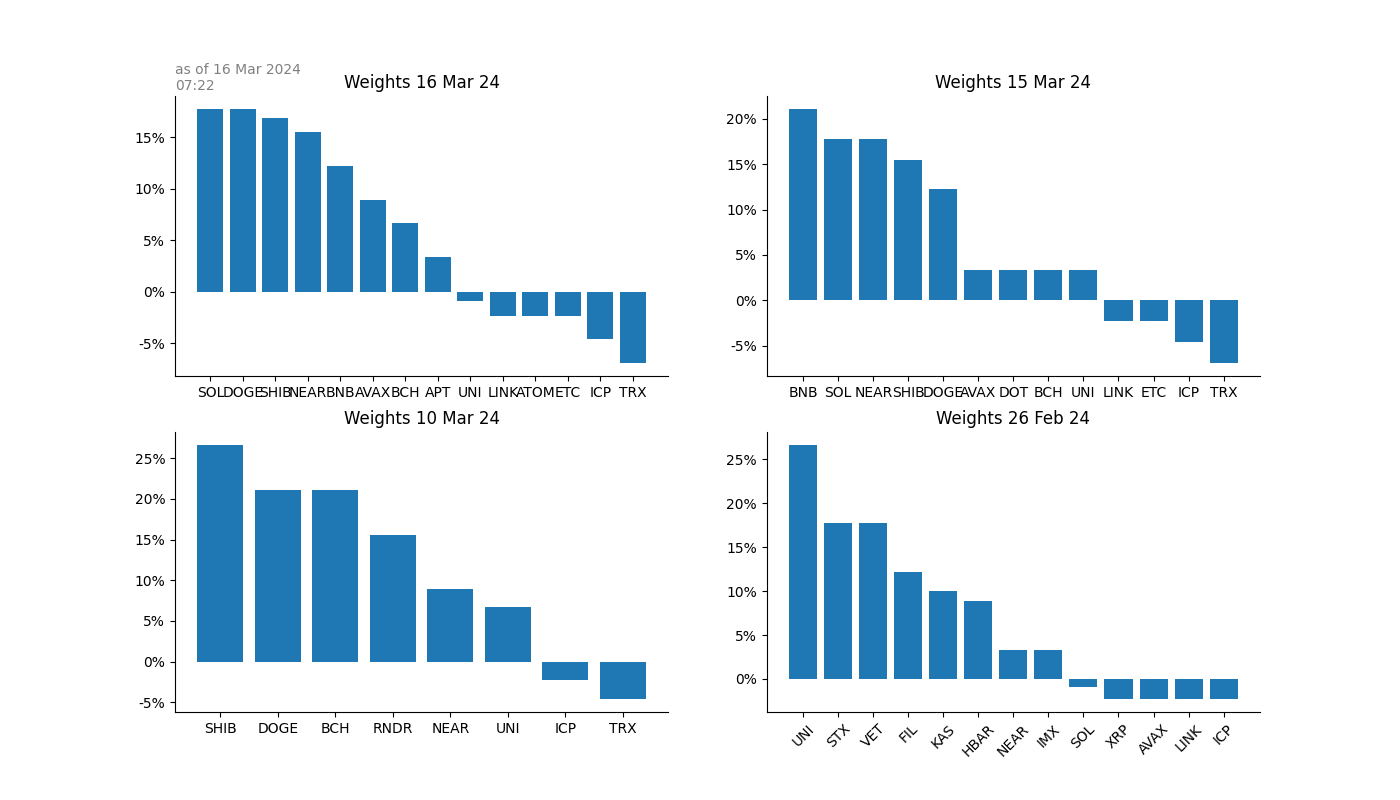 as of 16 Mar 2024
07:22
Weights 16 Mar 24
15%
10%
5%
0%
-5%
SOL DOGE SHIB NEAR BNB AVAX BCH APT UNI LINK ATOM ETC ICP TRX
Weights 15 Mar 24
20%
15%
10%
5%
0%
-5%
BNB SOL NEAR SHIB DOGE AVAX DOT BCH UNI LINK ETC ICP TRX
Weights 10 Mar 24
25%
20%
15%
10%
5%
0%
-5%
SHIB DOGE BCH RNDR NEAR UNI ICP TRX
Weights 26 Feb 24
25%
20%
15%
10%
5%
0%
UNI STX VET FIL KAS HBAR NEAR IMX SOL XRP AVAX LINK ICP